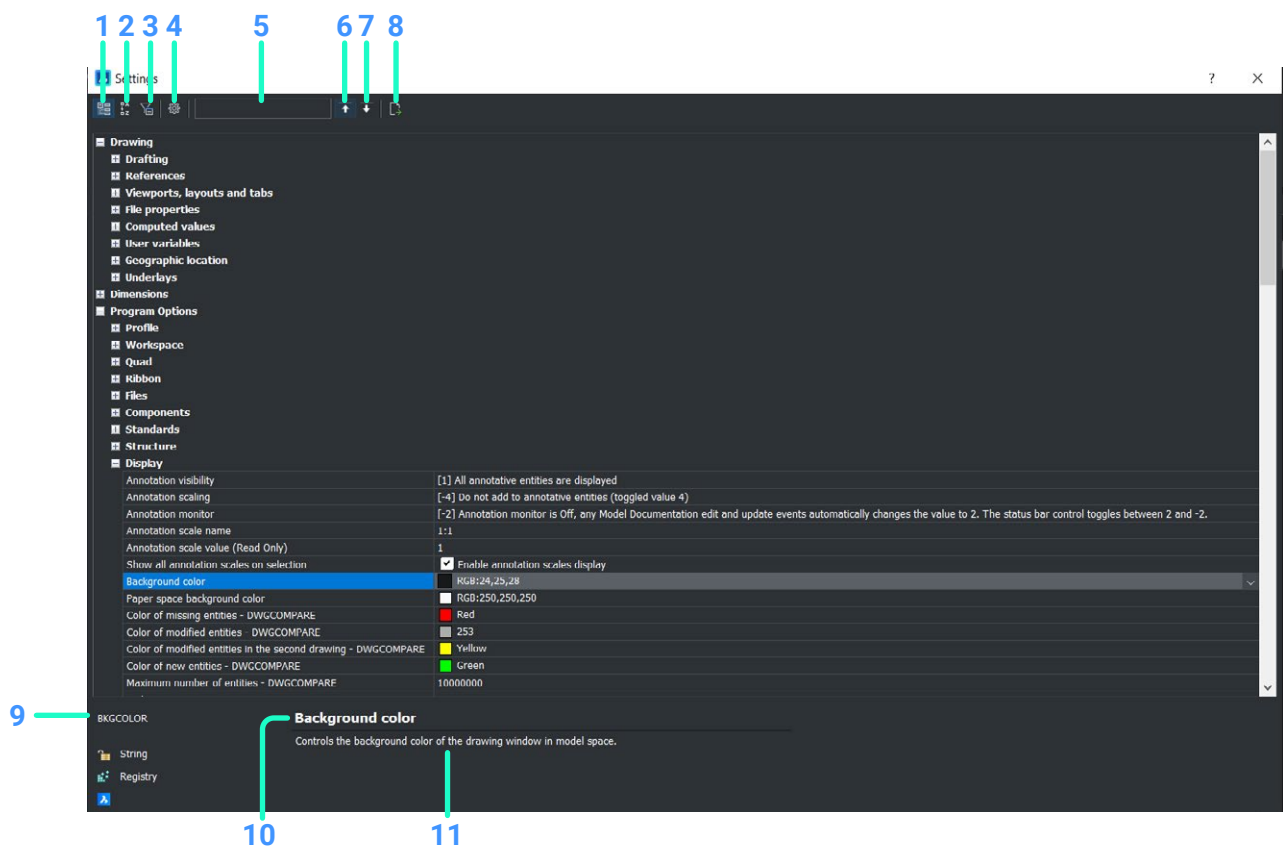 1 2 3 4 5 6 7 8
Settings
?
Drawing
Drafting
References
Viewports, layouts and tabs
File properties
Computed values
User variables
Geographic location
Underlays
Dimensions
Program Options
Profile
Workspace
Quad
Ribbon
Files
Components
Standards
Structure
Display
Annotation visibility [1] All annotative entities are displayed
Annotation scaling [-4] Do not add to annotative entities (toggled value 4)
Annotation monitor [-2] Annotation monitor is Off, any Model Documentation edit and update events automatically changes the value to 2. The status bar control toggles between 2 and -2.
Annotation scale name 1:1
Annotation scale value (Read Only) 1
Show all annotation scales on selection Enable annotation scales display
Background color RGB:24,25,28
Paper space background color RGB:250,250,250
Color of missing entities - DWGCOMPARE Red
Color of modified entities - DWGCOMPARE 253
Color of modified entities in the second drawing - DWGCOMPARE Yellow
Color of new entities - DWGCOMPARE Green
Maximum number of entities - DWGCOMPARE 10000000
9 BKGCOLOR Background color
Controls the background color of the drawing window in model space.
String
Registry
10 11